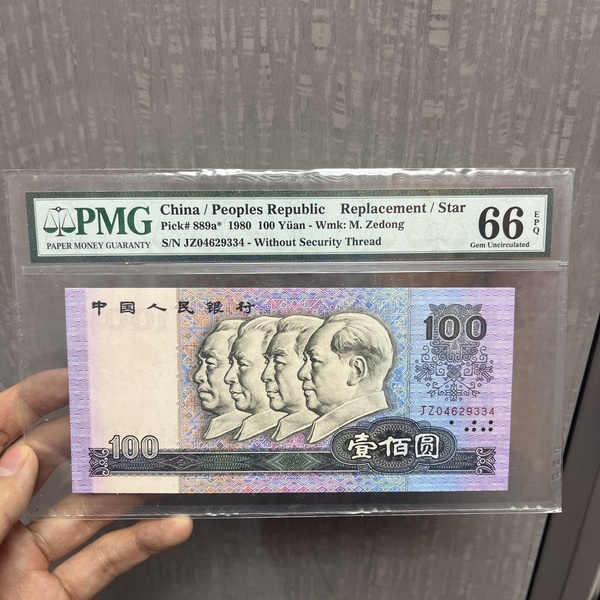 PMG
PAPER MONEY GUARANTY
China / Peoples Republic Replacement / Star
Pick# 889a* 1980 100 Yüan - Wmk: M. Zedong
S/N JZ04629334 - Without Security Thread
66
EPQ
Gem Uncirculated
中国人民银行
100
JZ04629334
100
壹佰圆